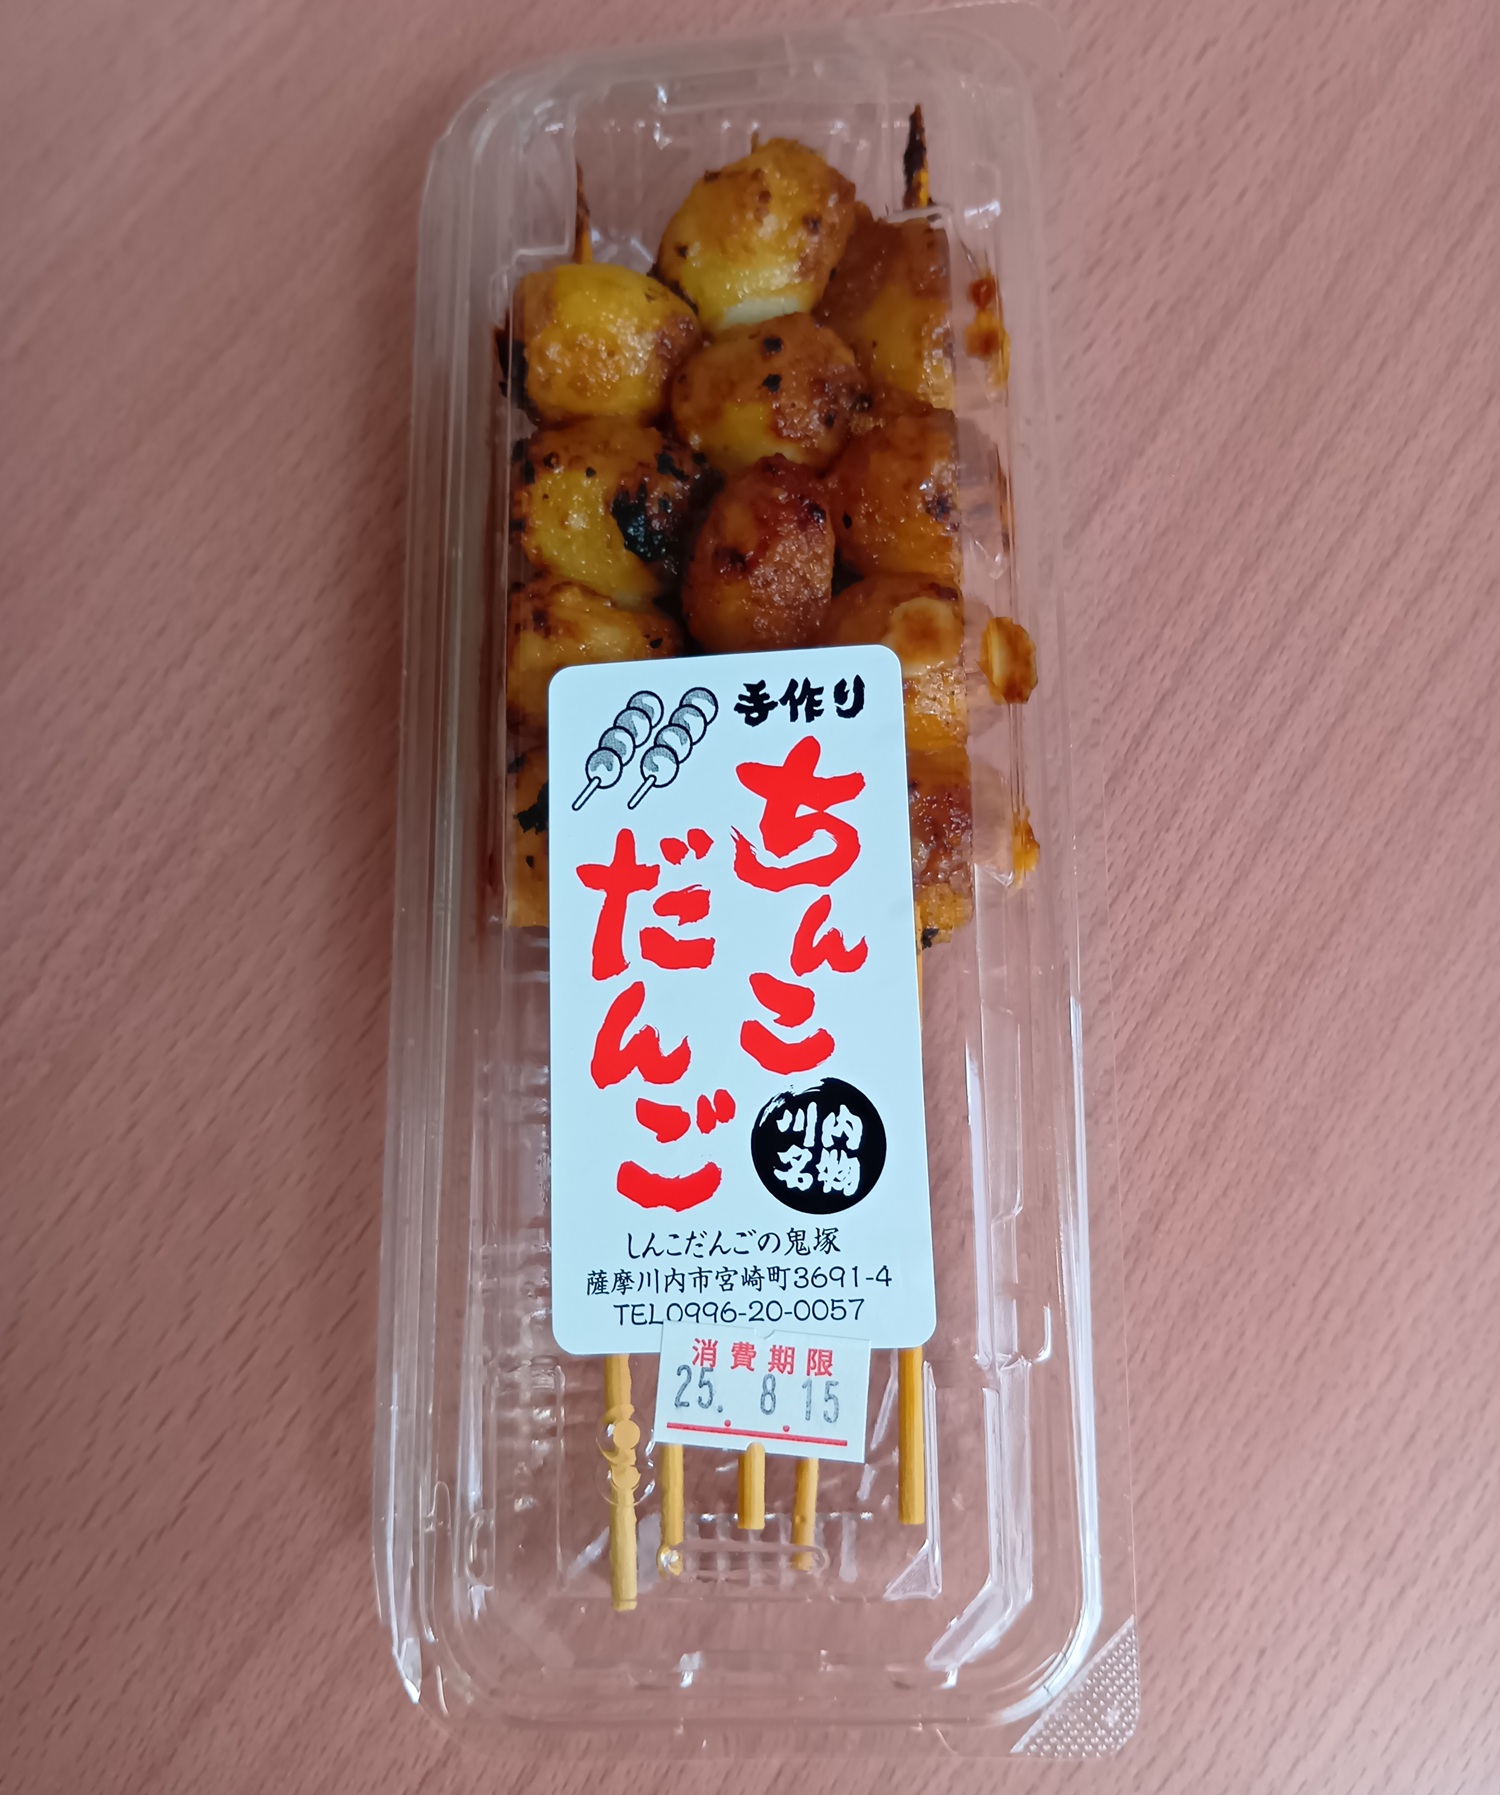 手作り
ちんこ
だんご
川内
名物
しんこだんごの鬼塚
薩摩川内市宮崎町3691-4
TEL0996-20-0057
消費期限
25. 8.15